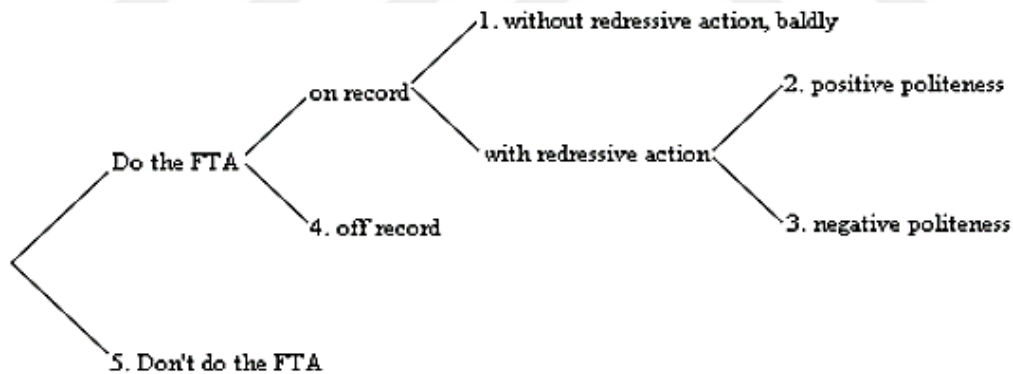 1. without redressive action, baldly
on record
2. positive politeness
with redressive action
Do the FTA
4. off record
3. negative politeness
5. Don't do the FTA